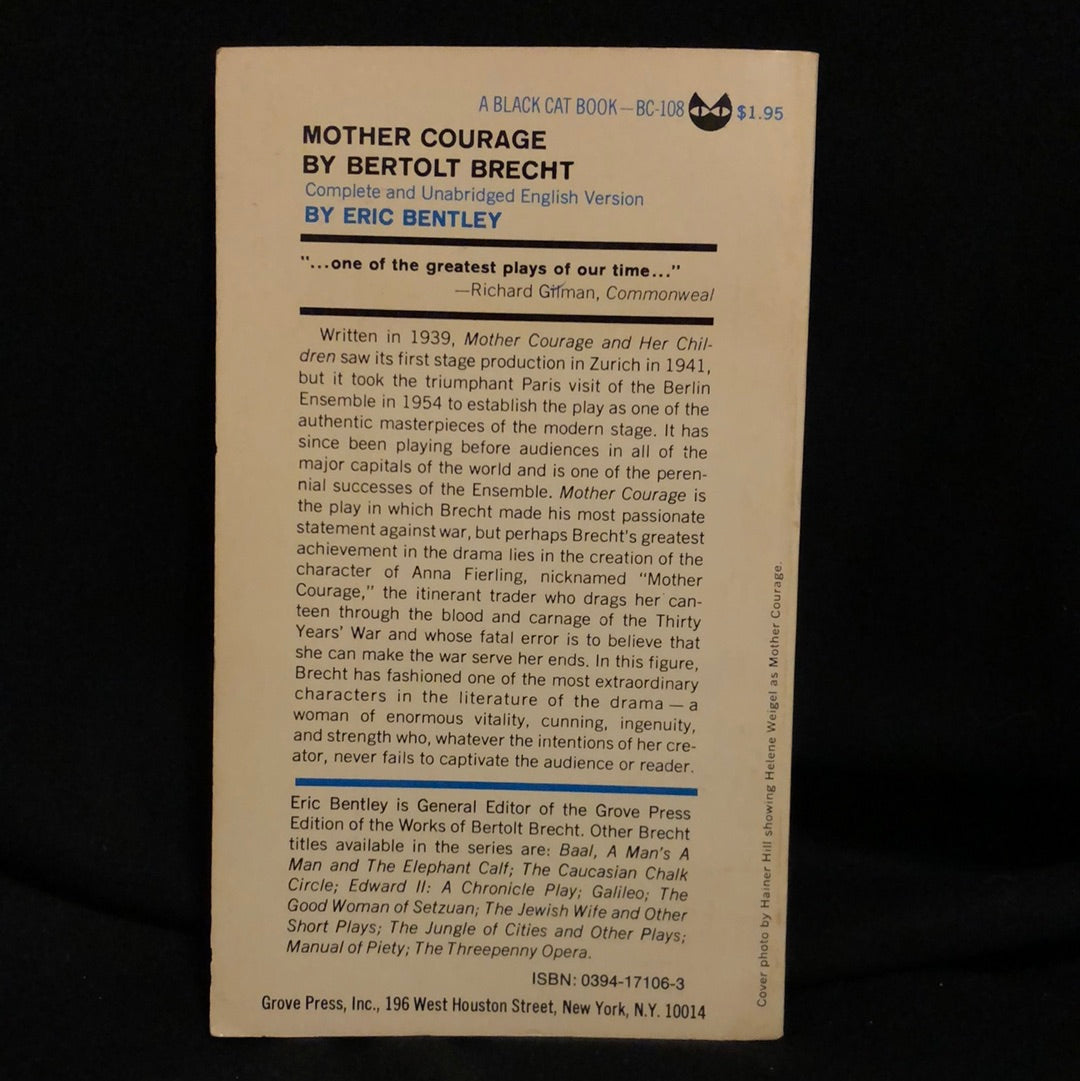 A BLACK CAT BOOK—BC-108 $1.95
MOTHER COURAGE
BY BERTOLT BRECHT
Complete and Unabridged English Version
BY ERIC BENTLEY
"...one of the greatest plays of our time..."
—Richard Gilman, Commonweal
Written in 1939, Mother Courage and Her Chil-
dren saw its first stage production in Zurich in 1941,
but it took the triumphant Paris visit of the Berlin
Ensemble in 1954 to establish the play as one of the
authentic masterpieces of the modern stage. It has
since been playing before audiences in all of the
major capitals of the world and is one of the peren-
nial successes of the Ensemble. Mother Courage is
the play in which Brecht made his most passionate
statement against war, but perhaps Brecht's greatest
achievement in the drama lies in the creation of the
character of Anna Fierling, nicknamed "Mother
Courage," the itinerant trader who drags her can-
teen through the blood and carnage of the Thirty
Years' War and whose fatal error is to believe that
she can make the war serve her ends. In this figure,
Brecht has fashioned one of the most extraordinary
characters in the literature of the drama — a
woman of enormous vitality, cunning, ingenuity,
and strength who, whatever the intentions of her cre-
ator, never fails to captivate the audience or reader.
Eric Bentley is General Editor of the Grove Press
Edition of the Works of Bertolt Brecht. Other Brecht
titles available in the series are: Baal, A Man's A
Man and The Elephant Calf; The Caucasian Chalk
Circle; Edward II: A Chronicle Play; Galileo; The
Good Woman of Setzuan; The Jewish Wife and Other
Short Plays; The Jungle of Cities and Other Plays;
Manual of Piety; The Threepenny Opera.
ISBN: 0394-17106-3
Grove Press, Inc., 196 West Houston Street, New York, N.Y. 10014
Cover photo by Hainer Hill showing Helene Weigel as Mother Courage.